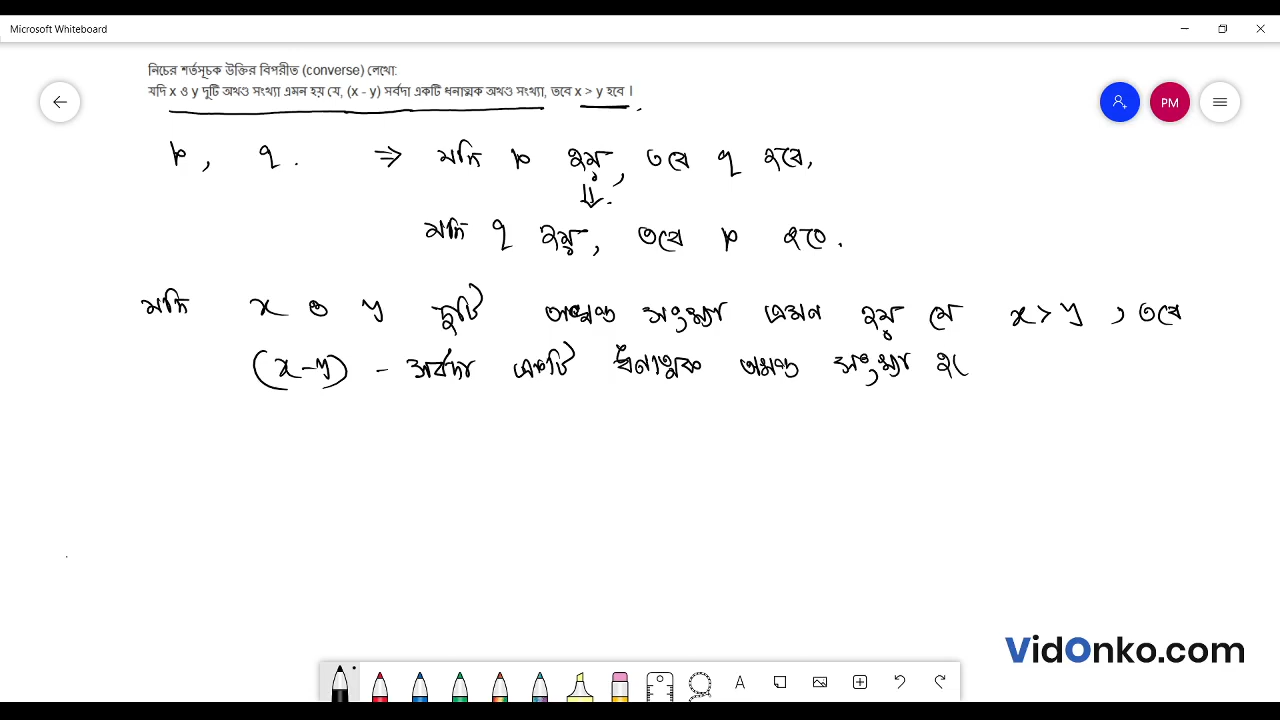 Microsoft Whiteboard
নিচের শর্তসূচক উক্তির বিপরীত (converse) লেখো:
যদি x ও y দুটি অখণ্ড সংখ্যা এমন হয় যে, (x - y) সর্বদা একটি ধনাত্মক অখণ্ড সংখ্যা, তবে x > y হবে ।
PM
p, q. ⇒ যদি p হয়, তবে q হবে,
⇓.
যদি q হয়, তবে p হবে.
যদি x ও y দুটি অখণ্ড সংখ্যা এমন হয় যে x > y , তবে
(x - y) - সর্বদা একটি ধনাত্মক অখণ্ড সংখ্যা হ
VidOnko.com
A